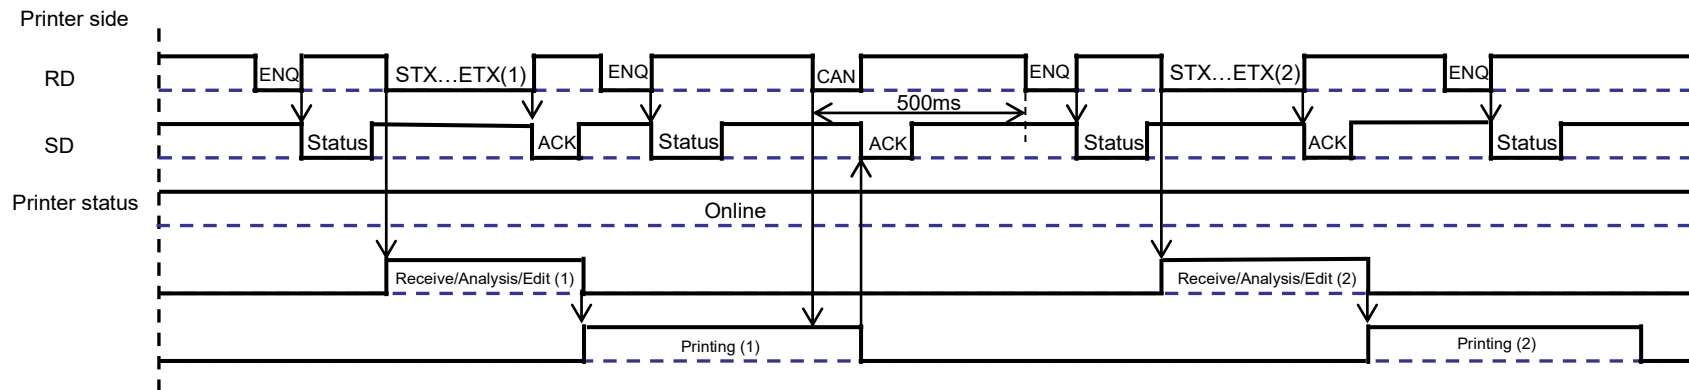 Printer side
RD
ENQ
STX…ETX(1)
ENQ
CAN
ENQ
STX…ETX(2)
ENQ
500ms
SD
Status
ACK
Status
ACK
Status
ACK
Status
Printer status
Online
Receive/Analysis/Edit (1)
Receive/Analysis/Edit (2)
Printing (1)
Printing (2)